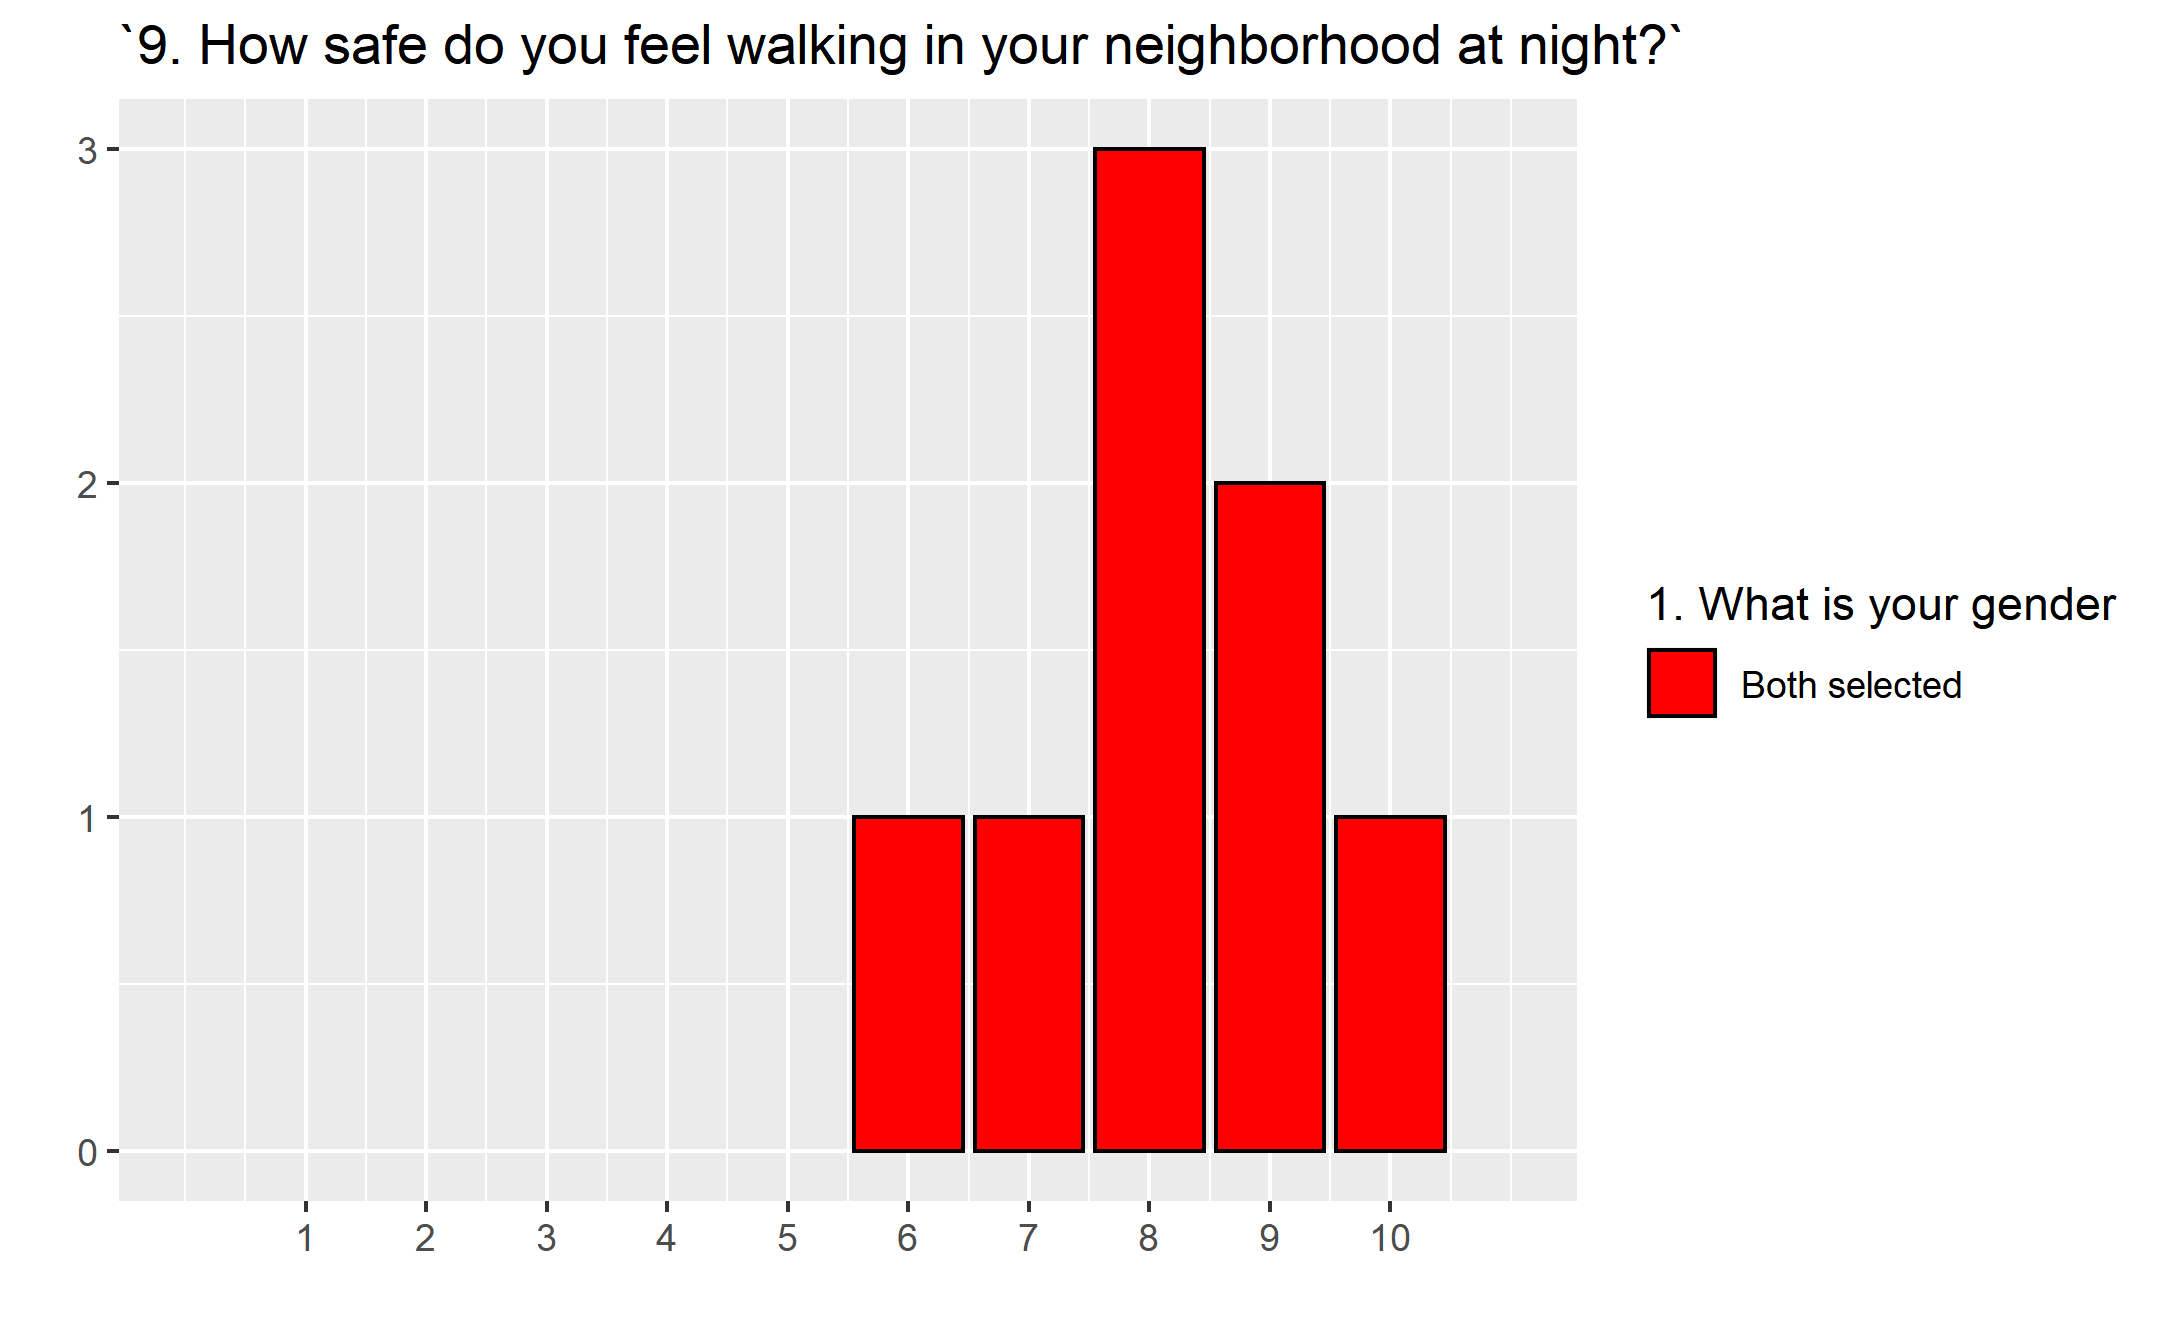 `9. How safe do you feel walking in your neighborhood at night?`
3
2
1
0
1 2 3 4 5 6 7 8 9 10
1. What is your gender
Both selected